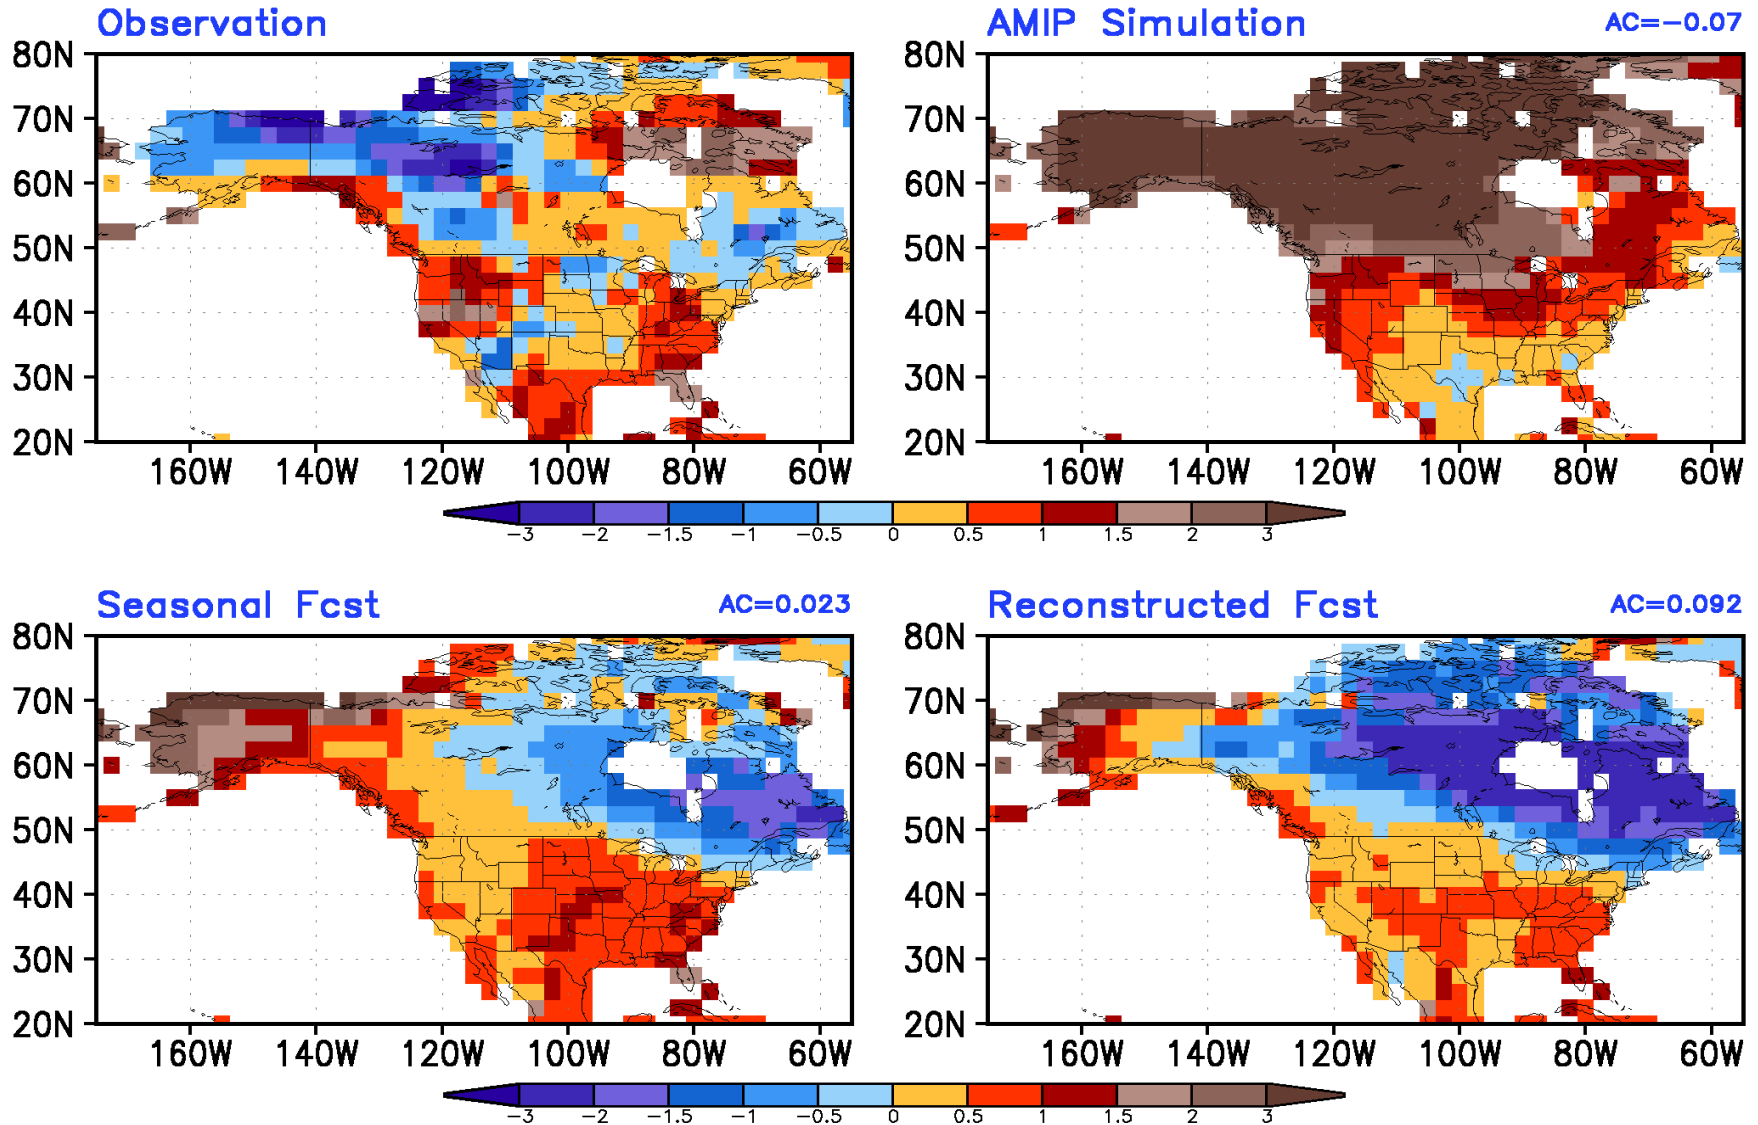 Observation
AMIP Simulation AC=−0.07
80N 80N
70N 70N
60N 60N
50N 50N
40N 40N
30N 30N
20N 20N
160W 140W 120W 100W 80W 60W 160W 140W 120W 100W 80W 60W
−3 −2 −1.5 −1 −0.5 0 0.5 1 1.5 2 3
Seasonal Fcst AC=0.023
Reconstructed Fcst AC=0.092
80N 80N
70N 70N
60N 60N
50N 50N
40N 40N
30N 30N
20N 20N
160W 140W 120W 100W 80W 60W 160W 140W 120W 100W 80W 60W
−3 −2 −1.5 −1 −0.5 0 0.5 1 1.5 2 3